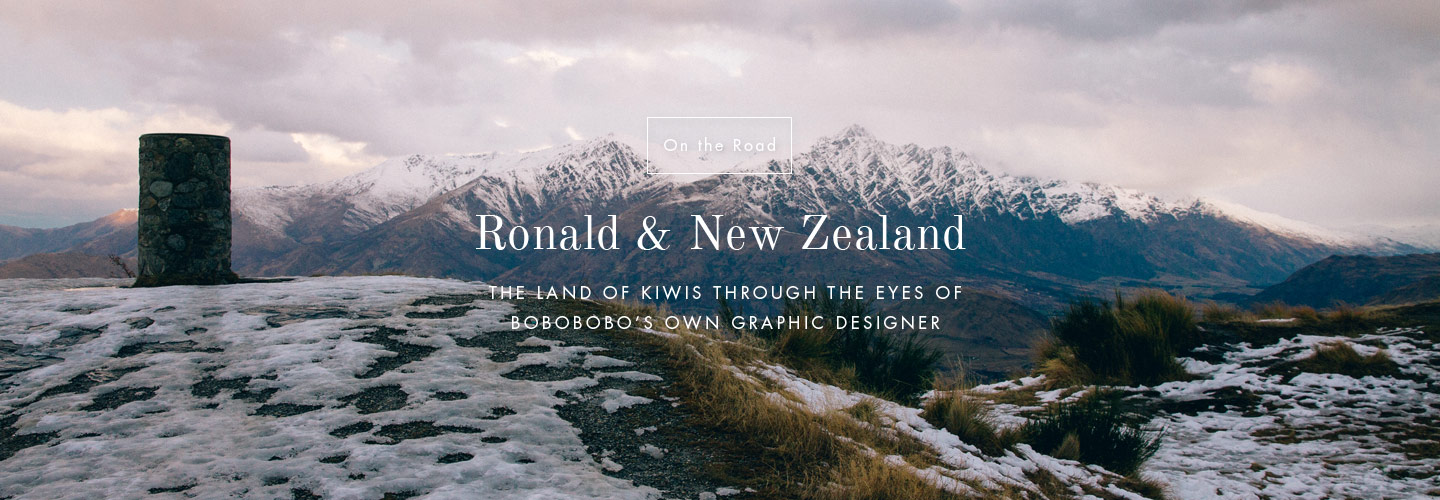 On the Road
Ronald & New Zealand
THE LAND OF KIWIS THROUGH THE EYES OF
BOBOBOBO‘S OWN GRAPHIC DESIGNER